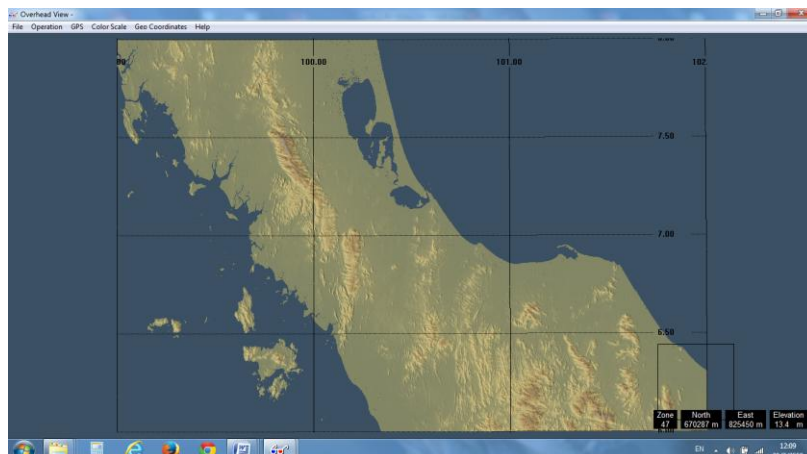 Overhead View -
File Operation GPS Color Scale Geo Coordinates Help
100.00 101.00 102
7.50
7.00
6.50
Zone North East Elevation
47 670287 m 825450 m 13.4 m
EN 12:09